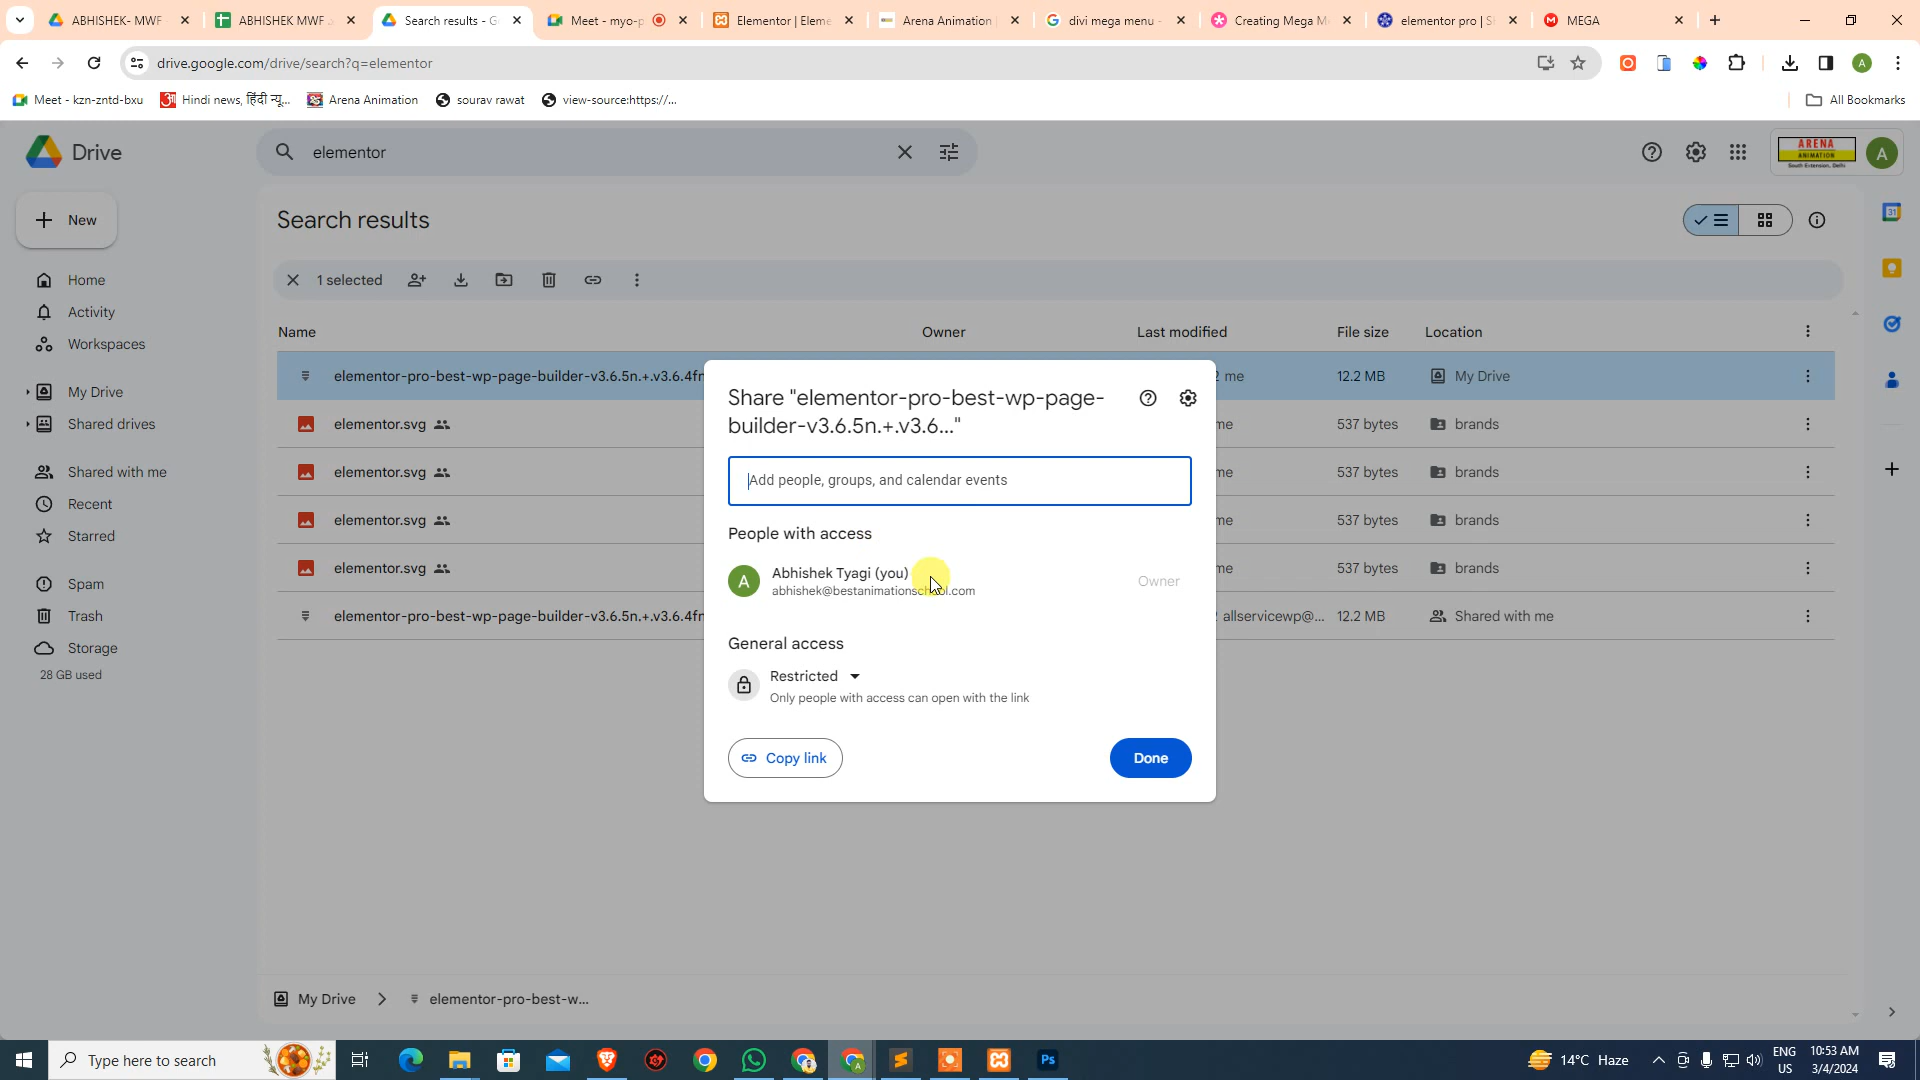 ABHISHEK- MWF
ABHISHEK MWF
Search results - G
Meet - myo-p
Elementor | Eleme
Arena Animation
divi mega menu -
Creating Mega M
elementor pro | S
MEGA
drive.google.com/drive/search?q=elementor
A
Meet - kzn-zntd-bxu
Hindi news, हिंदी न्यू...
Arena Animation
sourav rawat
view-source:https://...
All Bookmarks
Drive
elementor
ARENA
ANIMATION
South Extension, Delhi
A
New
Search results
31
1 selected
Home
Activity
Workspaces
My Drive
Shared drives
Shared with me
Recent
Starred
Spam
Trash
Storage
28 GB used
Name Owner Last modified File size Location
elementor-pro-best-wp-page-builder-v3.6.5n.+.v3.6.4fn
me 12.2 MB My Drive
elementor.svg me 537 bytes brands
elementor.svg me 537 bytes brands
elementor.svg me 537 bytes brands
elementor.svg me 537 bytes brands
elementor-pro-best-wp-page-builder-v3.6.5n.+.v3.6.4fn
allservicewp@... 12.2 MB Shared with me
Share "elementor-pro-best-wp-page-
builder-v3.6.5n.+.v3.6..."
Add people, groups, and calendar events
People with access
A
Abhishek Tyagi (you)
abhishek@bestanimationschool.com
Owner
General access
Restricted
Only people with access can open with the link
Copy link
Done
My Drive
elementor-pro-best-w...
Type here to search
Ps
14°C Haze
ENG
US
10:53 AM
3/4/2024